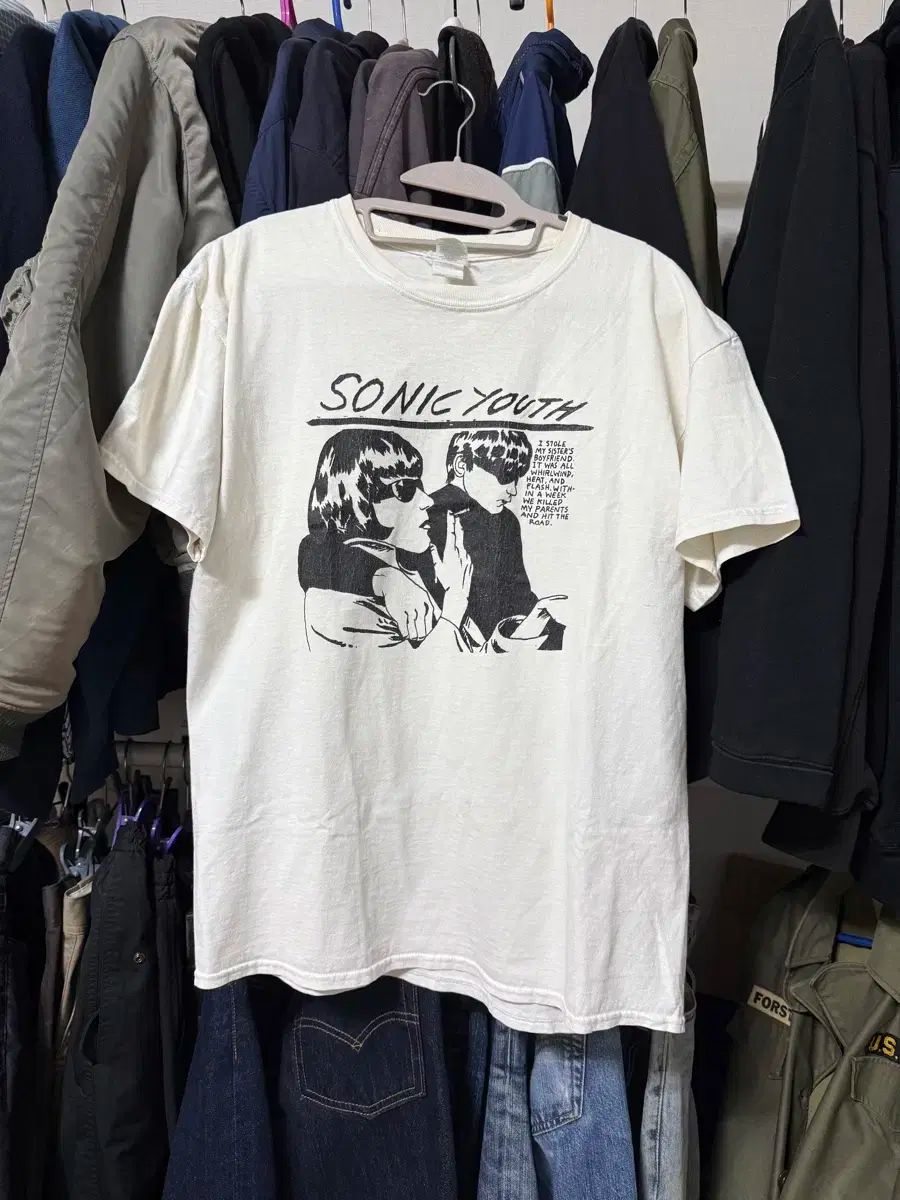 SONIC YOUTH
I STOLE
MY SISTER'S
BOYFRIEND.
IT WAS ALL
WHIRLWIND,
HEAT, AND
FLASH. WITH-
IN A WEEK
WE KILLED
MY PARENTS
AND HIT THE
ROAD.
FORS
U.S.